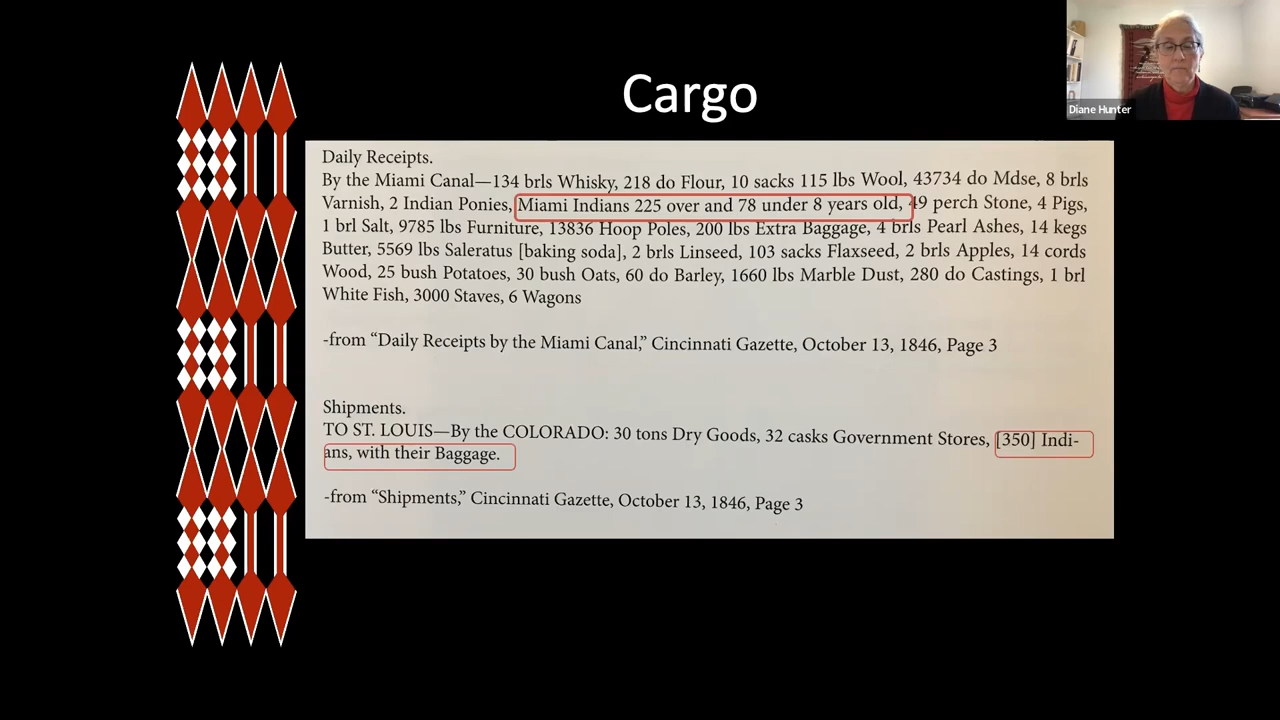 Cargo
Diane Hunter
Daily Receipts.
By the Miami Canal—134 brls Whisky, 218 do Flour, 10 sacks 115 lbs Wool, 43734 do Mdse, 8 brls
Varnish, 2 Indian Ponies, Miami Indians 225 over and 78 under 8 years old, 49 perch Stone, 4 Pigs,
1 brl Salt, 9785 lbs Furniture, 13836 Hoop Poles, 200 lbs Extra Baggage, 4 brls Pearl Ashes, 14 kegs
Butter, 5569 lbs Saleratus [baking soda], 2 brls Linseed, 103 sacks Flaxseed, 2 brls Apples, 14 cords
Wood, 25 bush Potatoes, 30 bush Oats, 60 do Barley, 1660 lbs Marble Dust, 280 do Castings, 1 brl
White Fish, 3000 Staves, 6 Wagons
-from “Daily Receipts by the Miami Canal,” Cincinnati Gazette, October 13, 1846, Page 3
Shipments.
TO ST. LOUIS—By the COLORADO: 30 tons Dry Goods, 32 casks Government Stores, [350] Indi-
ans, with their Baggage.
-from “Shipments,” Cincinnati Gazette, October 13, 1846, Page 3